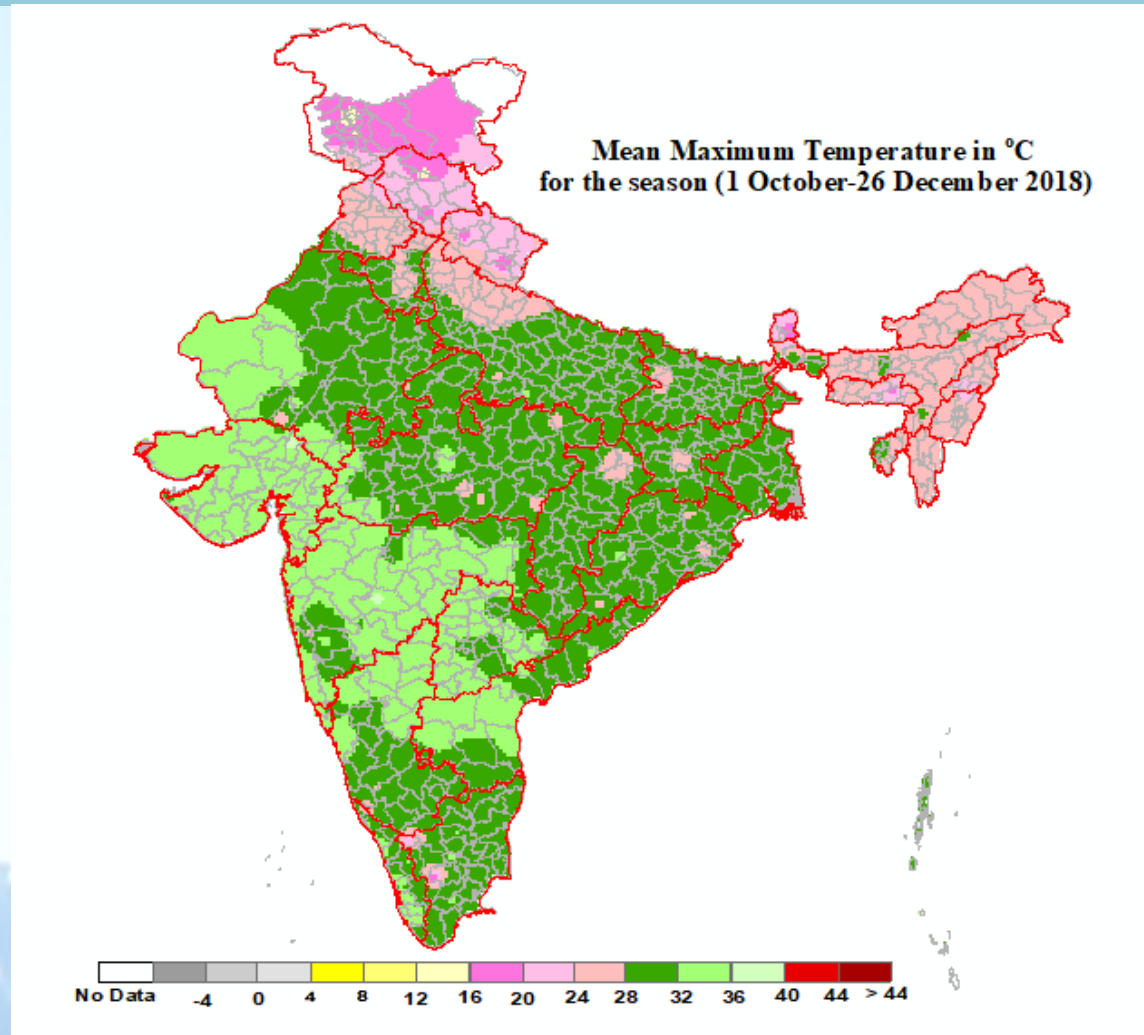 Mean Maximum Temperature in °C
for the season (1 October-26 December 2018)
No Data -4 0 4 8 12 16 20 24 28 32 36 40 44 > 44